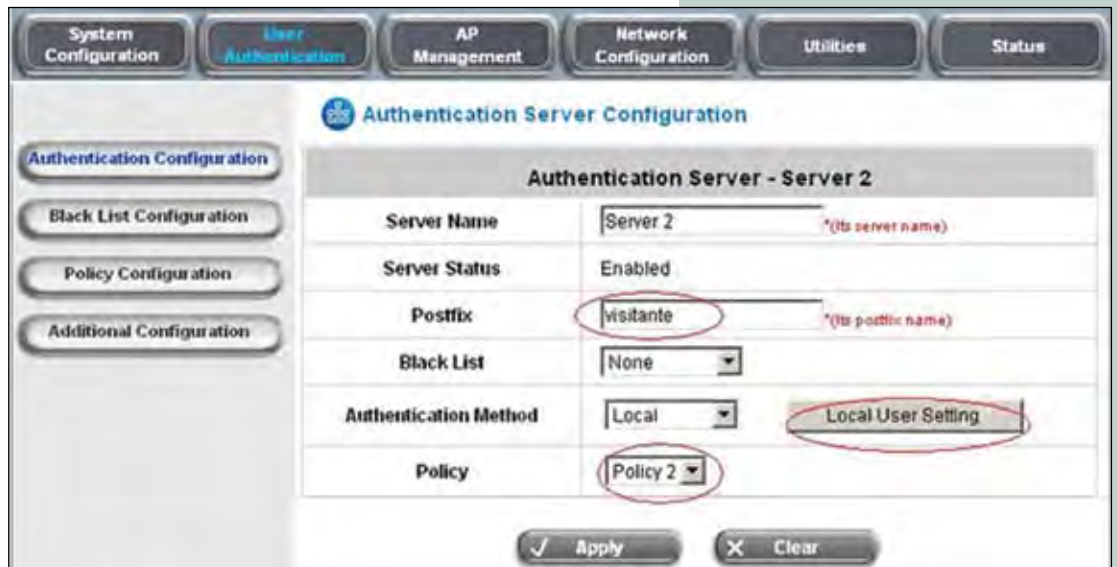 System Configuration
User Authentication
AP Management
Network Configuration
Utilities
Status
Authentication Server Configuration
Authentication Configuration
Black List Configuration
Policy Configuration
Additional Configuration
Authentication Server - Server 2
Server Name Server 2 *(Its server name)
Server Status Enabled
Postfix visitante *(Its postfix name)
Black List None
Authentication Method Local Local User Setting
Policy Policy 2
Apply Clear